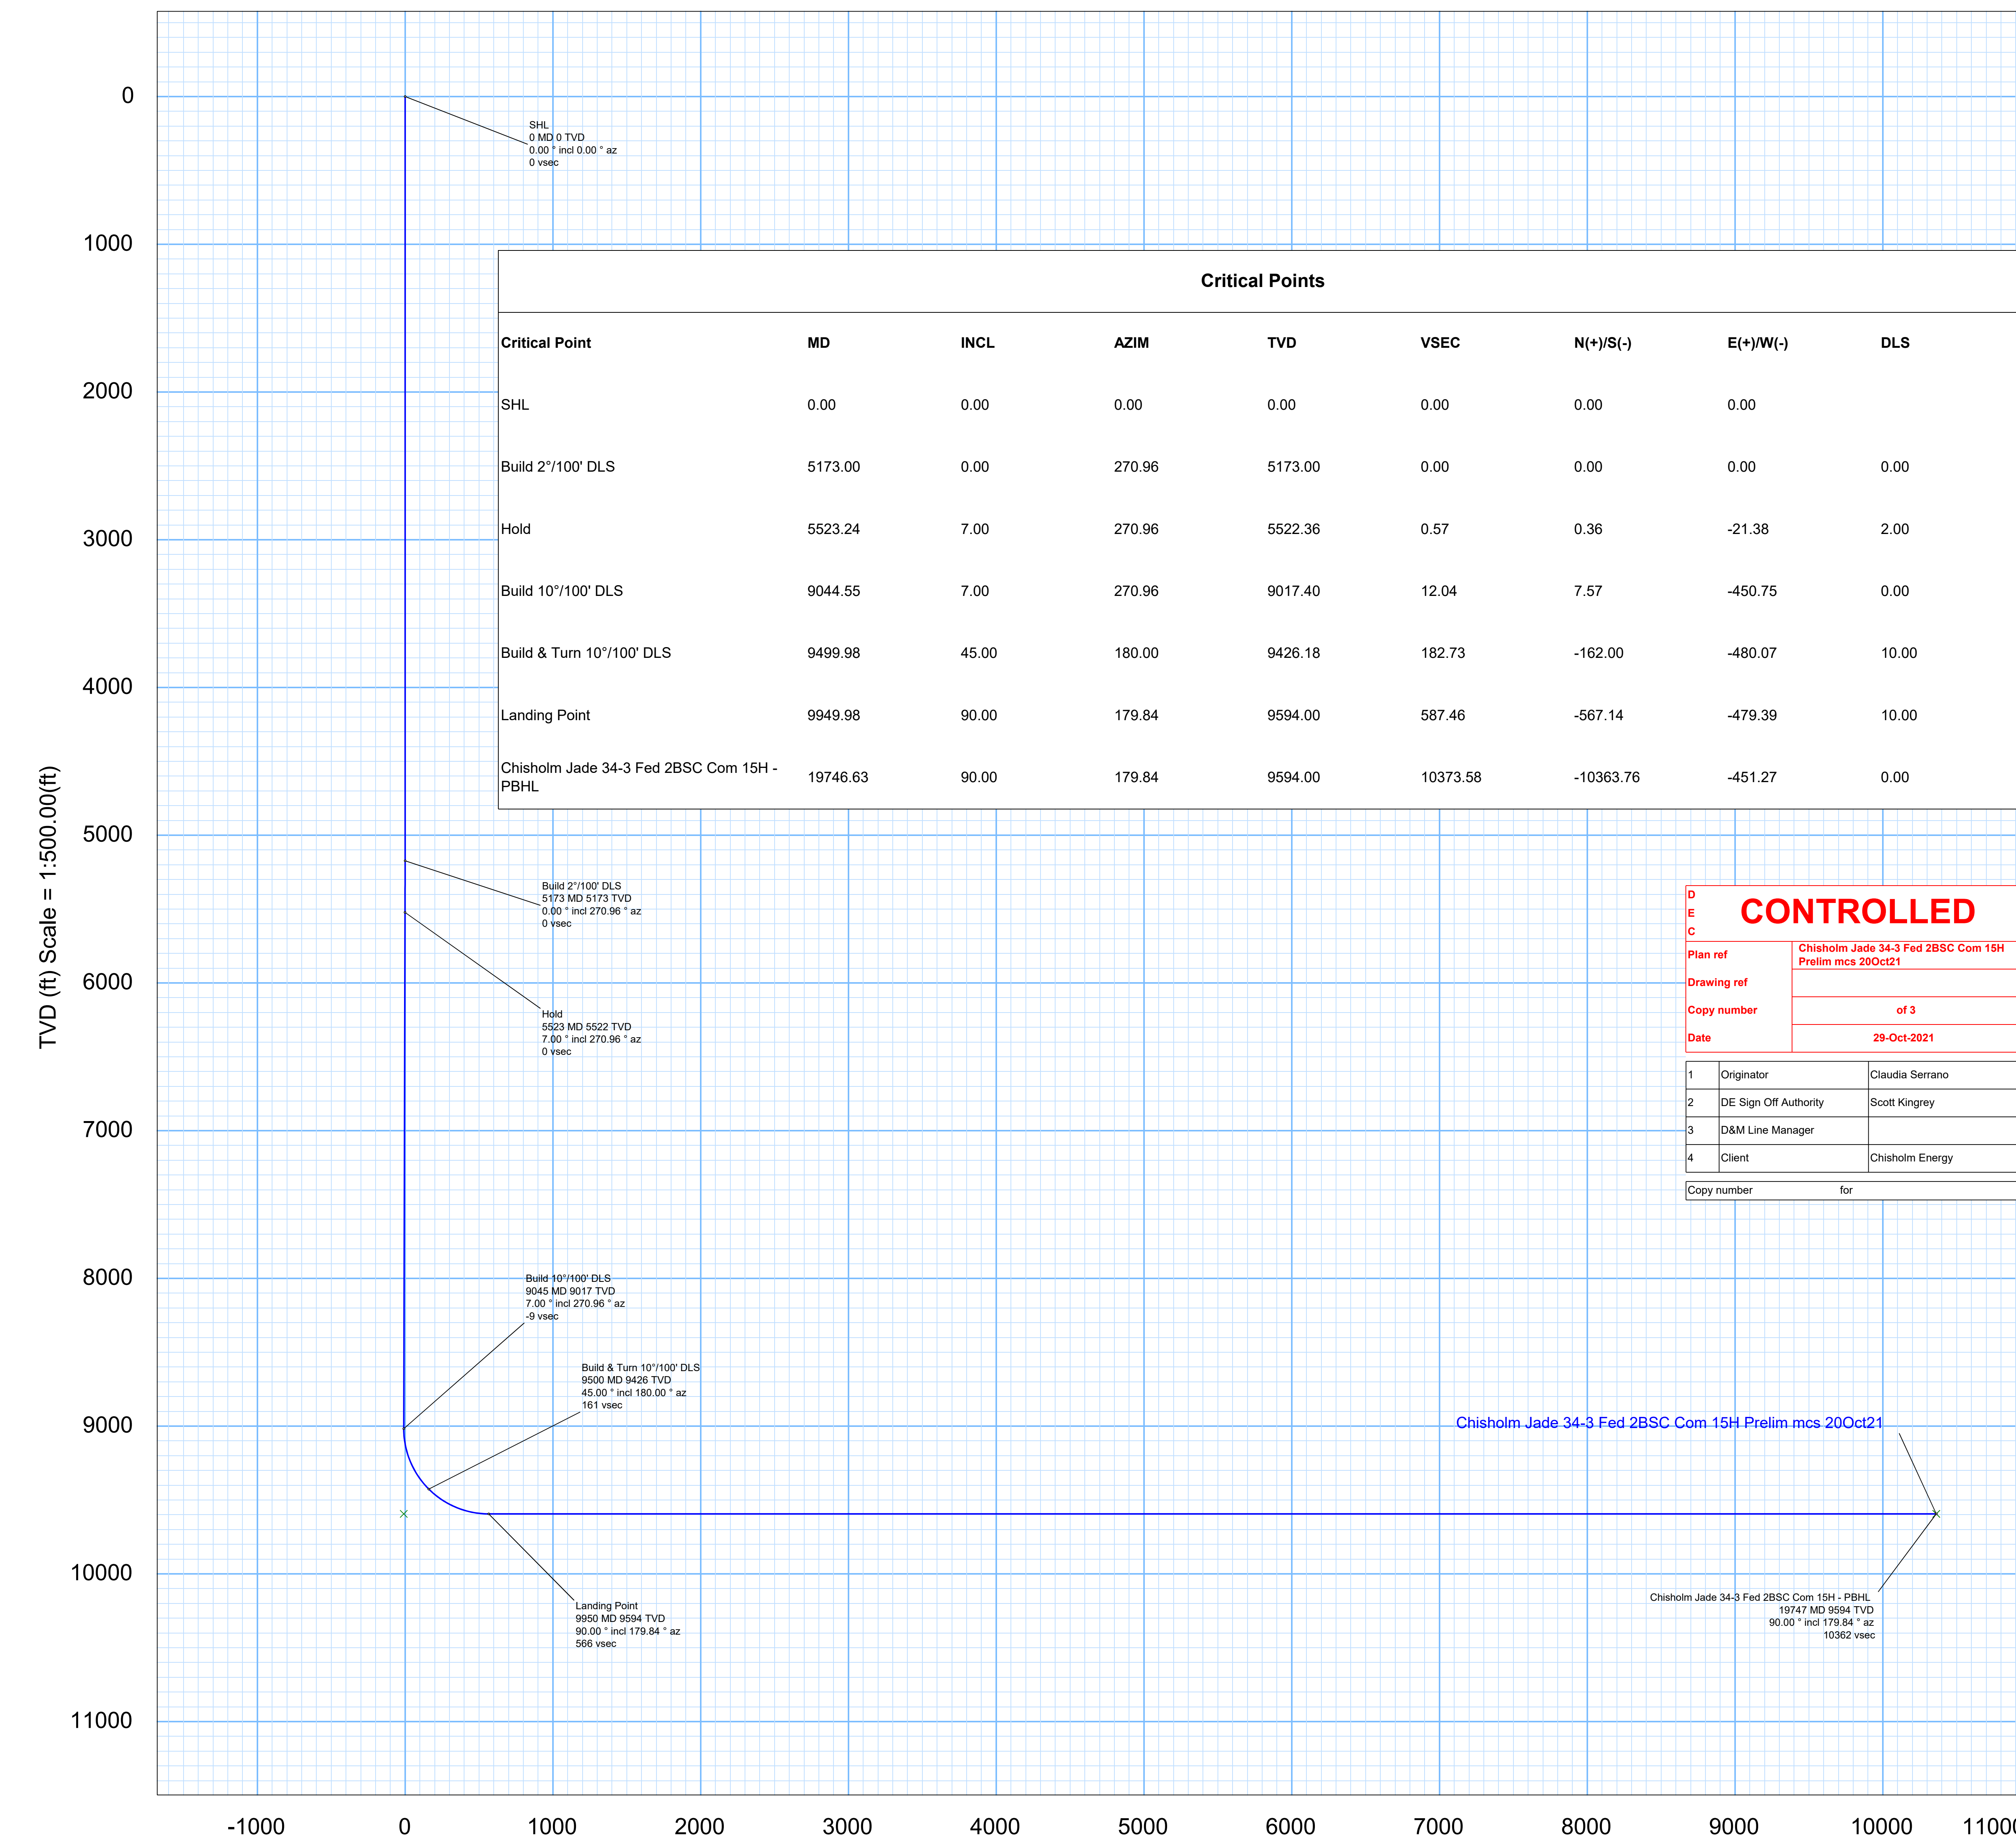 0
SHL
0 MD 0 TVD
0.00 ° incl 0.00 ° az
0 vsec
1000
Critical Points
Critical Point MD INCL AZIM TVD VSEC N(+)/S(-) E(+)/W(-) DLS
2000
SHL 0.00 0.00 0.00 0.00 0.00 0.00 0.00
Build 2°/100' DLS 5173.00 0.00 270.96 5173.00 0.00 0.00 0.00 0.00
3000
Hold 5523.24 7.00 270.96 5522.36 0.57 0.36 -21.38 2.00
Build 10°/100' DLS 9044.55 7.00 270.96 9017.40 12.04 7.57 -450.75 0.00
Build & Turn 10°/100' DLS 9499.98 45.00 180.00 9426.18 182.73 -162.00 -480.07 10.00
4000
Landing Point 9949.98 90.00 179.84 9594.00 587.46 -567.14 -479.39 10.00
Chisholm Jade 34-3 Fed 2BSC Com 15H -
PBHL 19746.63 90.00 179.84 9594.00 10373.58 -10363.76 -451.27 0.00
TVD (ft) Scale = 1:500.00(ft)
5000
Build 2°/100' DLS
5173 MD 5173 TVD
0.00 ° incl 270.96 ° az
0 vsec
D
E
C
CONTROLLED
Plan ref Chisholm Jade 34-3 Fed 2BSC Com 15H
Prelim mcs 20Oct21
Drawing ref
Copy number of 3
Date 29-Oct-2021
6000
Hold
5523 MD 5522 TVD
7.00 ° incl 270.96 ° az
0 vsec
1 Originator Claudia Serrano
2 DE Sign Off Authority Scott Kingrey
3 D&M Line Manager
4 Client Chisholm Energy
Copy number for
7000
8000
Build 10°/100' DLS
9045 MD 9017 TVD
7.00 ° incl 270.96 ° az
-9 vsec
Build & Turn 10°/100' DLS
9500 MD 9426 TVD
45.00 ° incl 180.00 ° az
161 vsec
9000
Chisholm Jade 34-3 Fed 2BSC Com 15H Prelim mcs 20Oct21
10000
Landing Point
9950 MD 9594 TVD
90.00 ° incl 179.84 ° az
566 vsec
Chisholm Jade 34-3 Fed 2BSC Com 15H - PBHL
19747 MD 9594 TVD
90.00 ° incl 179.84 ° az
10362 vsec
11000
-1000 0 1000 2000 3000 4000 5000 6000 7000 8000 9000 10000